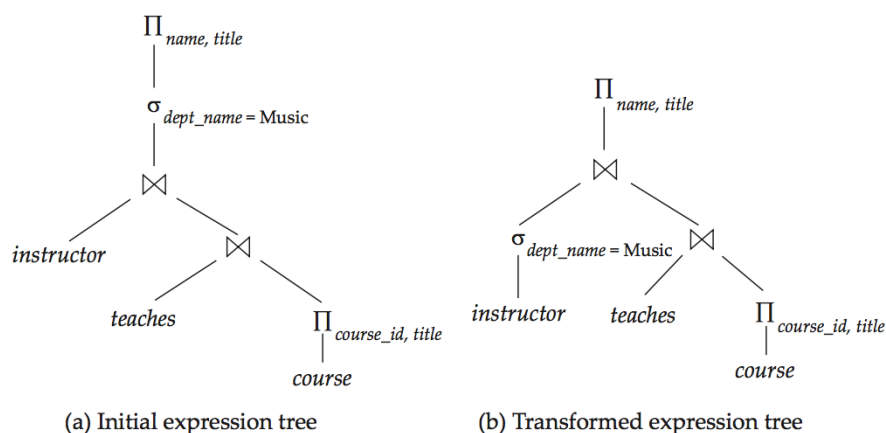 Π name, title
σ dept_name = Music
⋈
instructor
⋈
teaches
Π course_id, title
course
(a) Initial expression tree
Π name, title
⋈
σ dept_name = Music
⋈
instructor
teaches
Π course_id, title
course
(b) Transformed expression tree